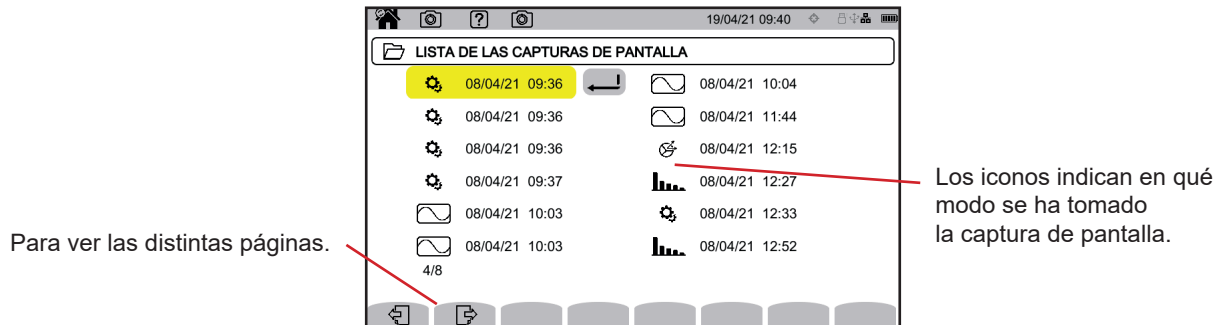 19/04/21 09:40
LISTA DE LAS CAPTURAS DE PANTALLA
08/04/21 09:36
08/04/21 09:36
08/04/21 09:36
08/04/21 09:37
08/04/21 10:03
08/04/21 10:03
4/8
08/04/21 10:04
08/04/21 11:44
08/04/21 12:15
08/04/21 12:27
08/04/21 12:33
08/04/21 12:52
Para ver las distintas páginas.
Los iconos indican en qué
modo se ha tomado
la captura de pantalla.